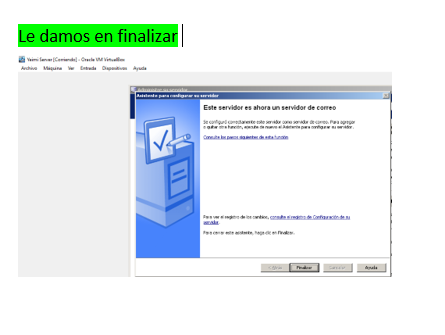 Le damos en finalizar
Yeimi Server [Corriendo] - Oracle VM VirtualBox
Archivo Máquina Ver Entrada Dispositivos Ayuda
Administre su servidor
Asistente para configurar su servidor
Este servidor es ahora un servidor de correo
Se configuró correctamente este servidor como servidor de correo. Para agregar
o quitar otra función, ejecute de nuevo el Asistente para configurar su servidor.
Consulte los pasos siguientes de esta función
Para ver el registro de los cambios, consulte el registro de Configuración de su
servidor.
Para cerrar este asistente, haga clic en Finalizar.
Finalizar Cancelar Ayuda